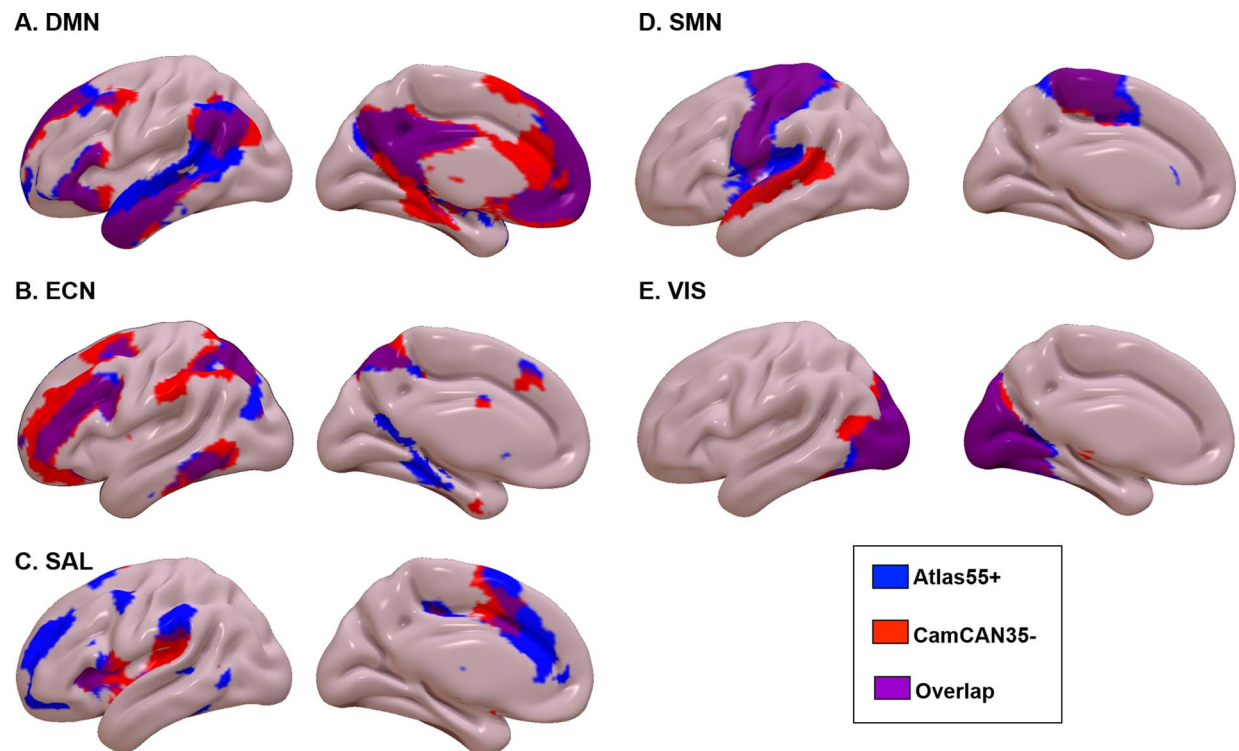 A. DMN
D. SMN
B. ECN
E. VIS
C. SAL
Atlas55+
CamCAN35-
Overlap